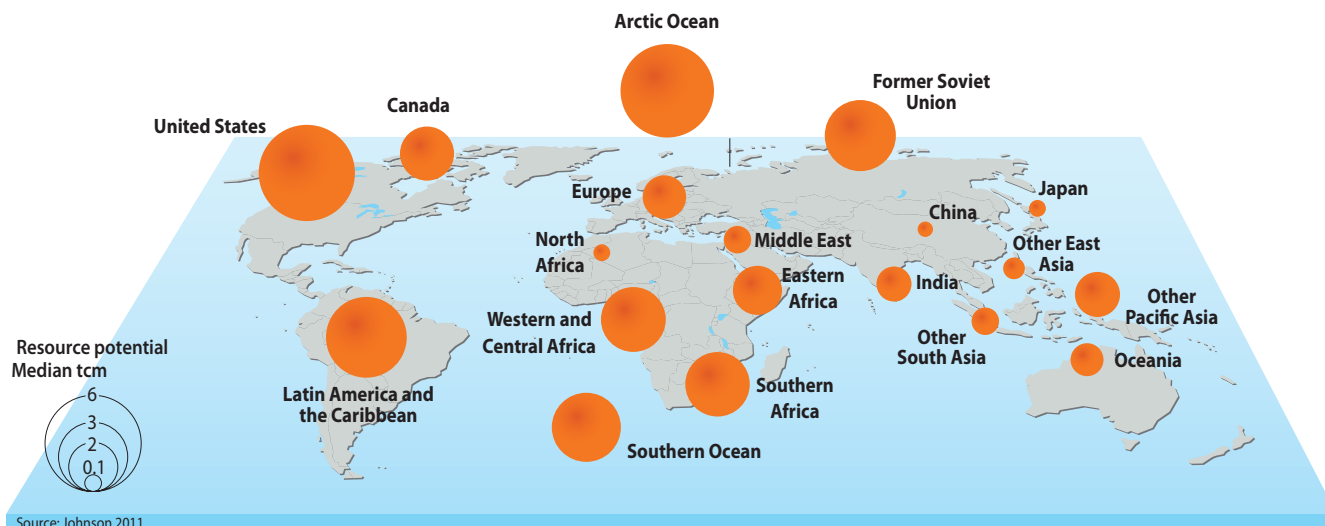 Arctic Ocean
Former Soviet
Union
Canada
United States
Europe
Japan
China
North
Africa
Middle East
Other East
Asia
Eastern
Africa
India
Other
Pacific Asia
Western and
Central Africa
Other
South Asia
Oceania
Resource potential
Median tcm
6
3
2
0.1
Latin America and
the Caribbean
Southern
Africa
Southern Ocean
Source: Johnson 2011